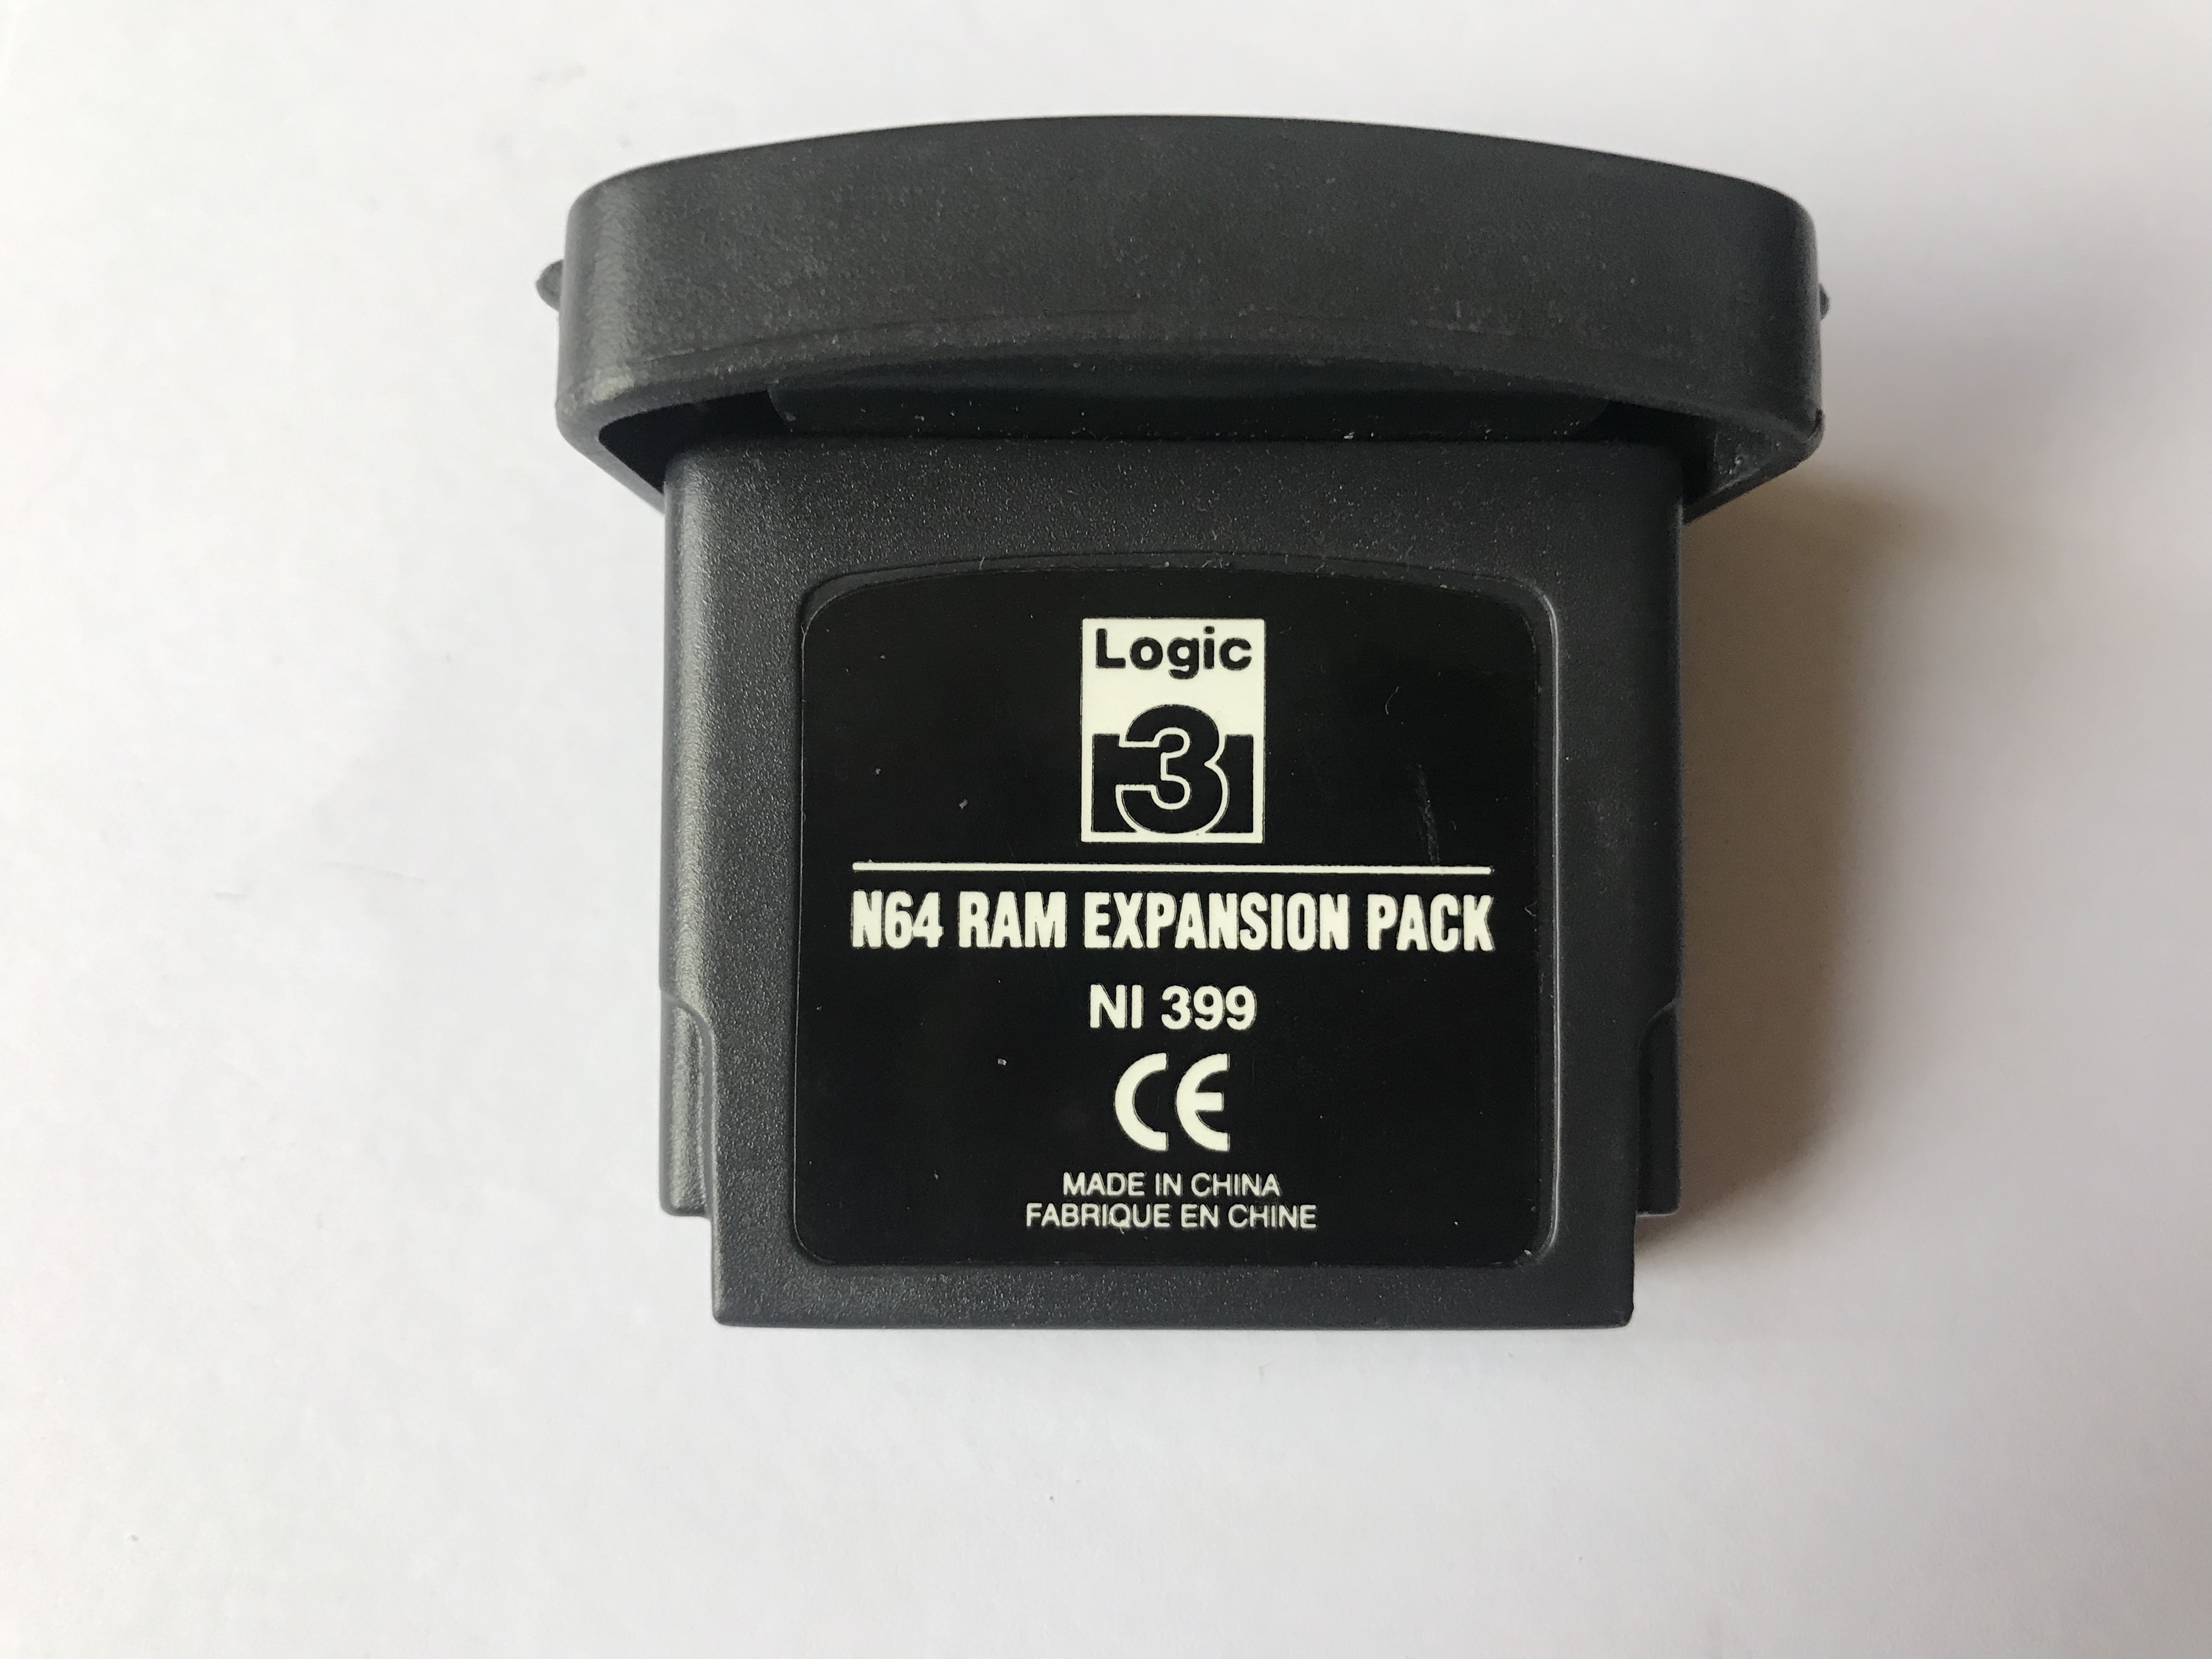 Logic
3
N64 RAM EXPANSION PACK
NI 399
CE
MADE IN CHINA
FABRIQUE EN CHINE